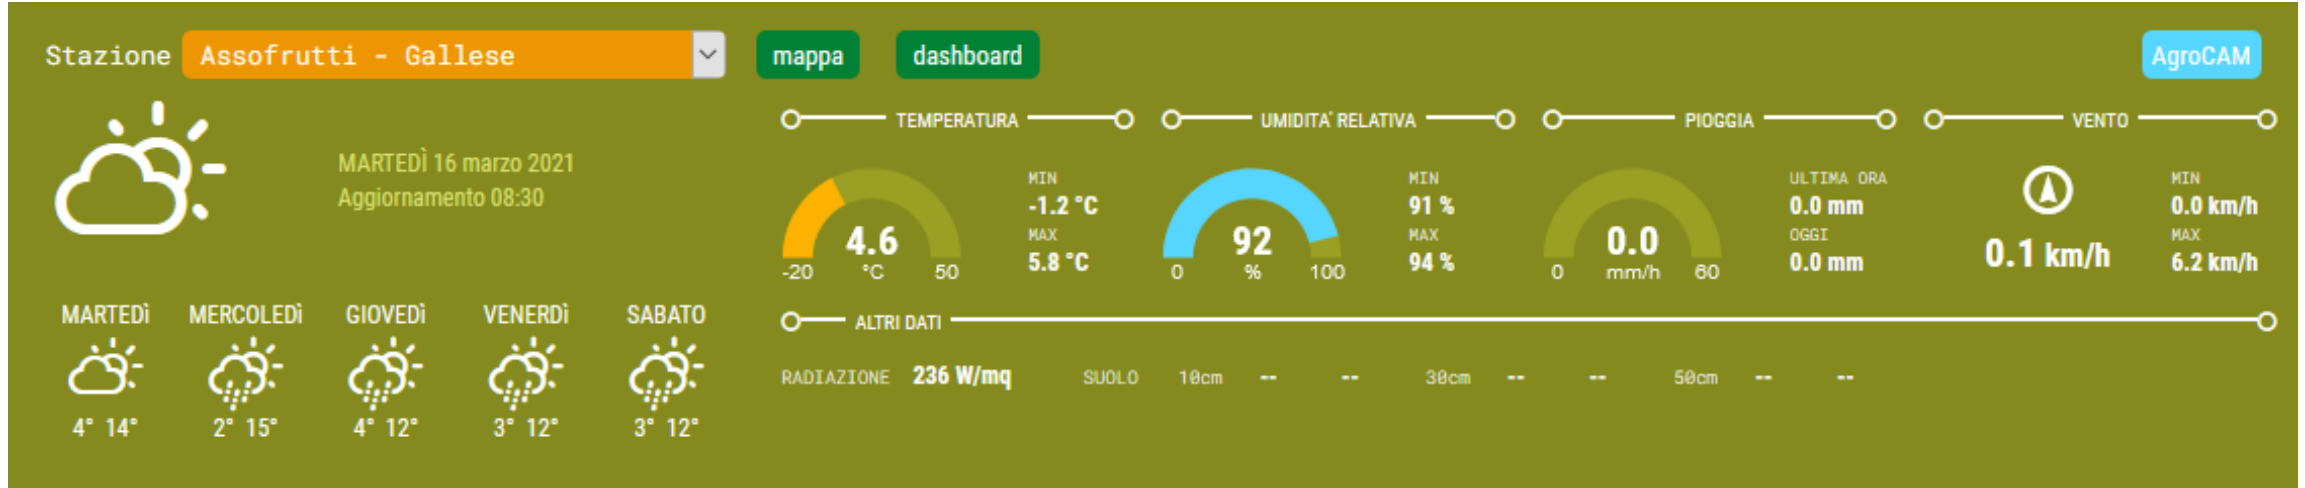 Stazione Assofrutti - Gallese mappa dashboard AgroCAM
MARTEDÌ 16 marzo 2021
Aggiornamento 08:30
MARTEDÌ MERCOLEDÌ GIOVEDÌ VENERDÌ SABATO
4° 14° 2° 15° 4° 12° 3° 12° 3° 12°
TEMPERATURA
4.6
°C
-20 50
MIN
-1.2 °C
MAX
5.8 °C
UMIDITA' RELATIVA
92
%
0 100
MIN
91 %
MAX
94 %
PIOGGIA
0.0
mm/h
0 60
ULTIMA ORA
0.0 mm
OGGI
0.0 mm
VENTO
0.1 km/h
MIN
0.0 km/h
MAX
6.2 km/h
ALTRI DATI
RADIAZIONE 236 W/mq SUOLO 10cm -- -- 30cm -- -- 50cm -- --